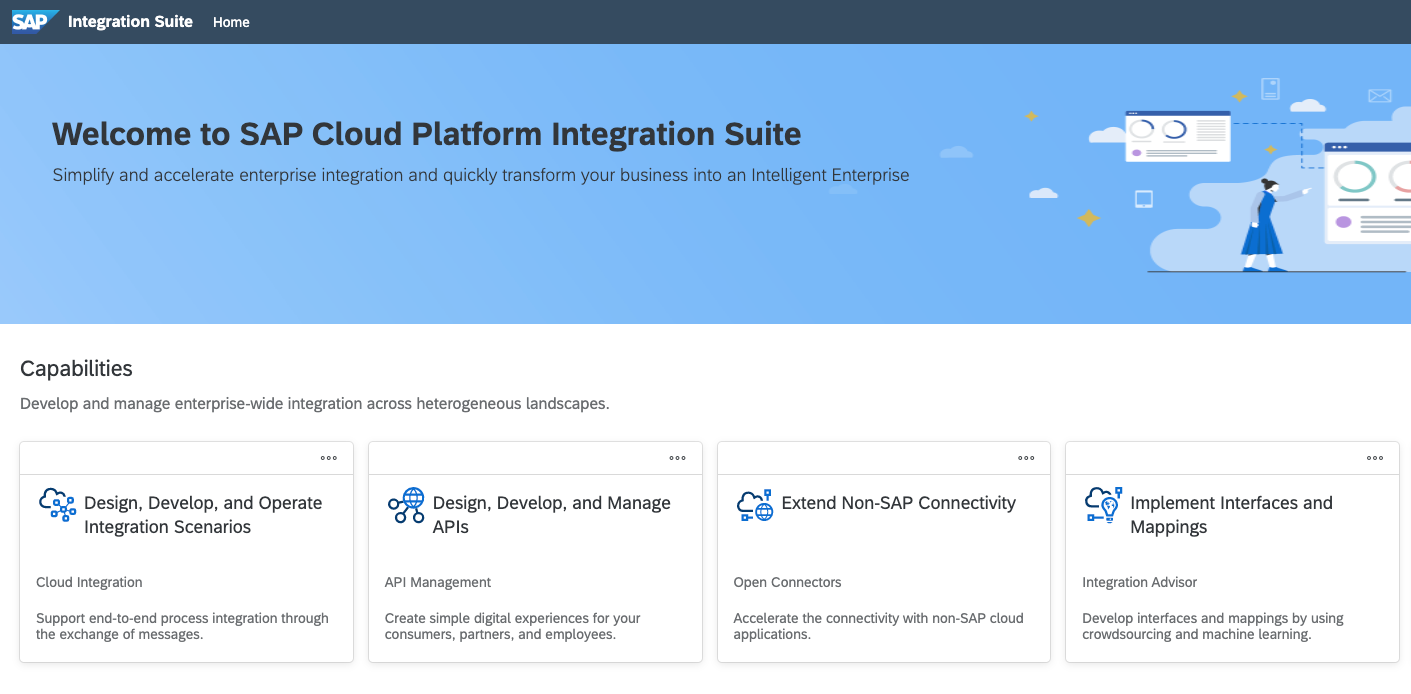 SAP Integration Suite Home
Welcome to SAP Cloud Platform Integration Suite
Simplify and accelerate enterprise integration and quickly transform your business into an Intelligent Enterprise
Capabilities
Develop and manage enterprise-wide integration across heterogeneous landscapes.
Design, Develop, and Operate
Integration Scenarios
Cloud Integration
Support end-to-end process integration through
the exchange of messages.
Design, Develop, and Manage
APIs
API Management
Create simple digital experiences for your
consumers, partners, and employees.
Extend Non-SAP Connectivity
Open Connectors
Accelerate the connectivity with non-SAP cloud
applications.
Implement Interfaces and
Mappings
Integration Advisor
Develop interfaces and mappings by using
crowdsourcing and machine learning.